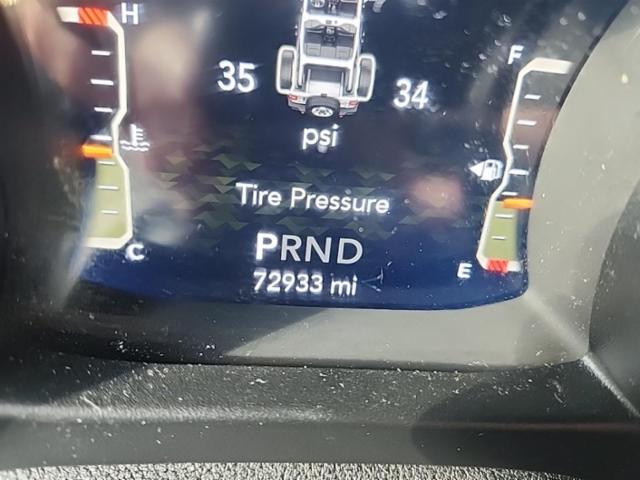 H
F
35
34
psi
Tire Pressure
C
E
PRND
72933 mi